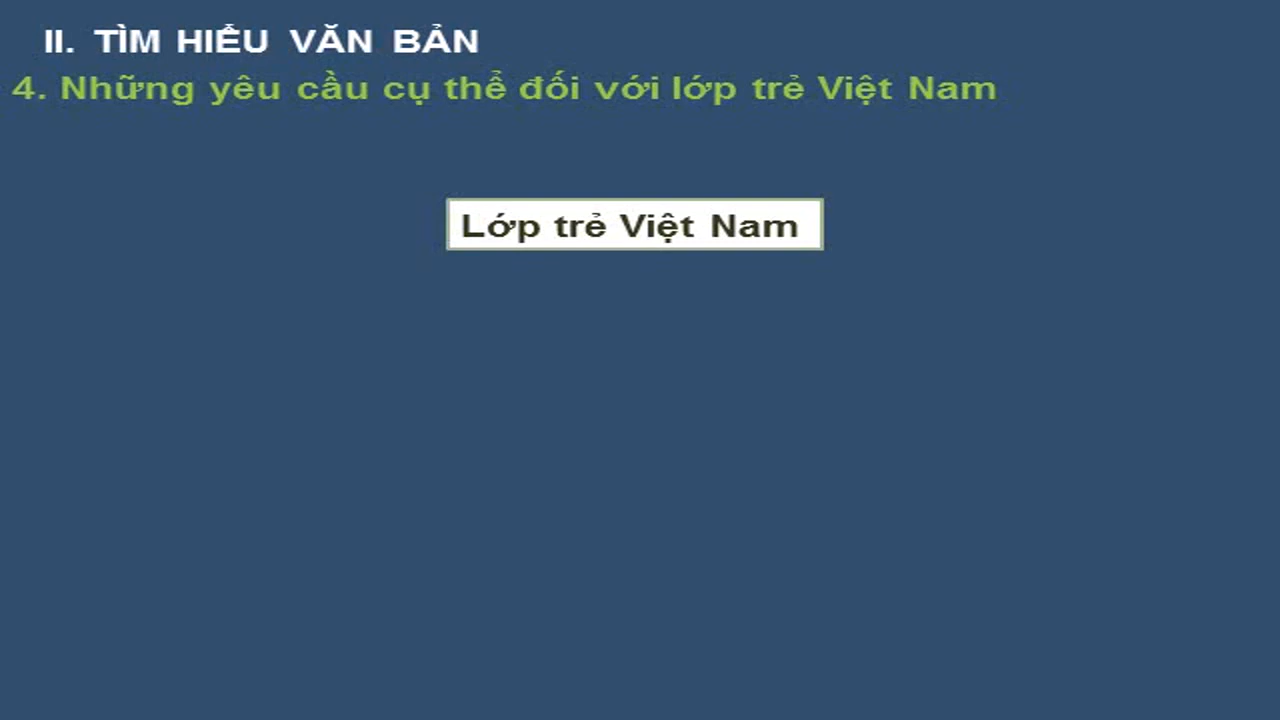 II. TÌM HIỂU VĂN BẢN
4. Những yêu cầu cụ thể đối với lớp trẻ Việt Nam
Lớp trẻ Việt Nam